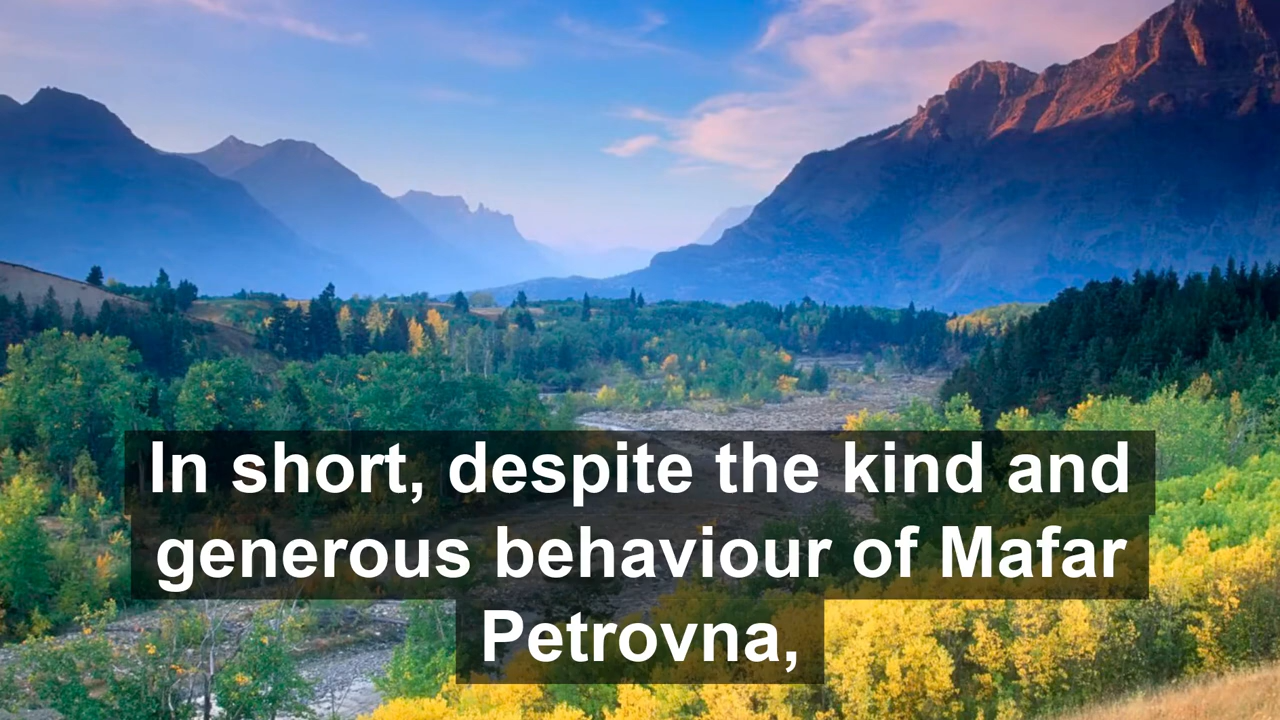 In short, despite the kind and
generous behaviour of Mafar
Petrovna,